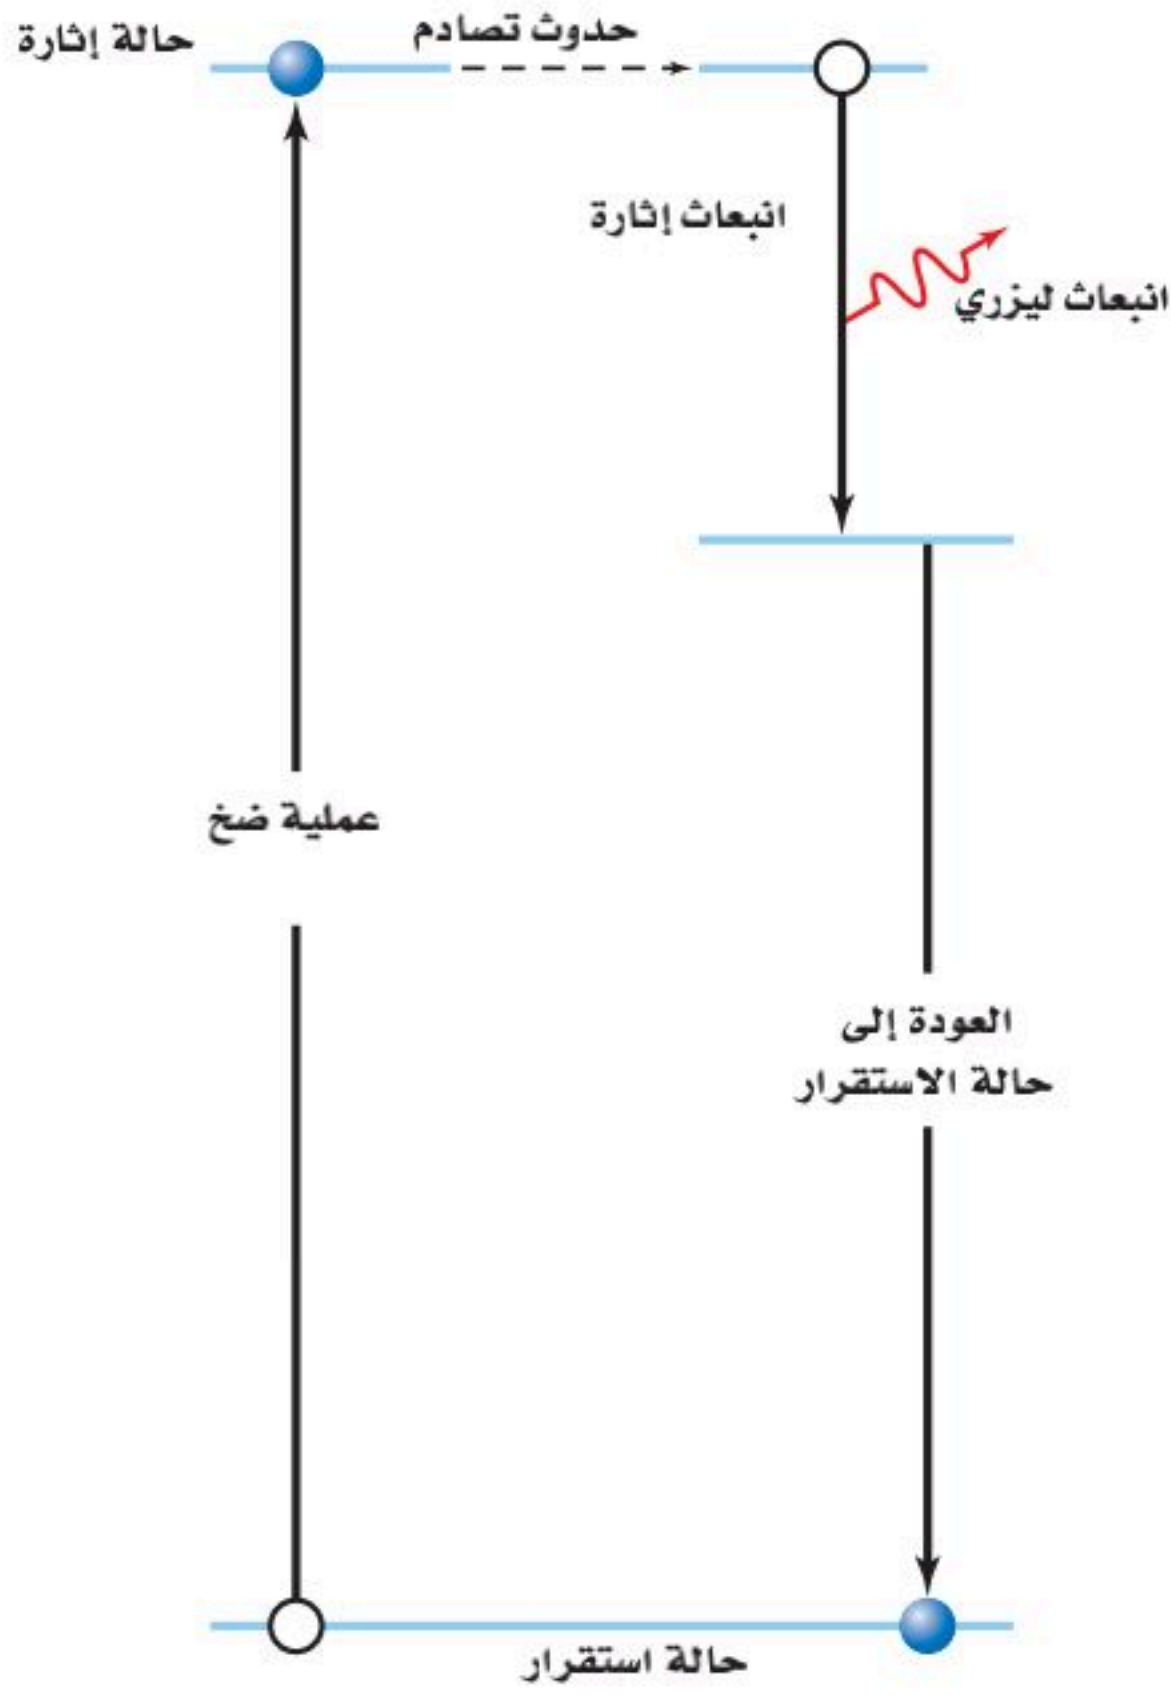 حالة إثارة
حدوث تصادم
انبعاث إثارة
انبعاث ليزري
عملية ضخ
العودة إلى
حالة الاستقرار
حالة استقرار